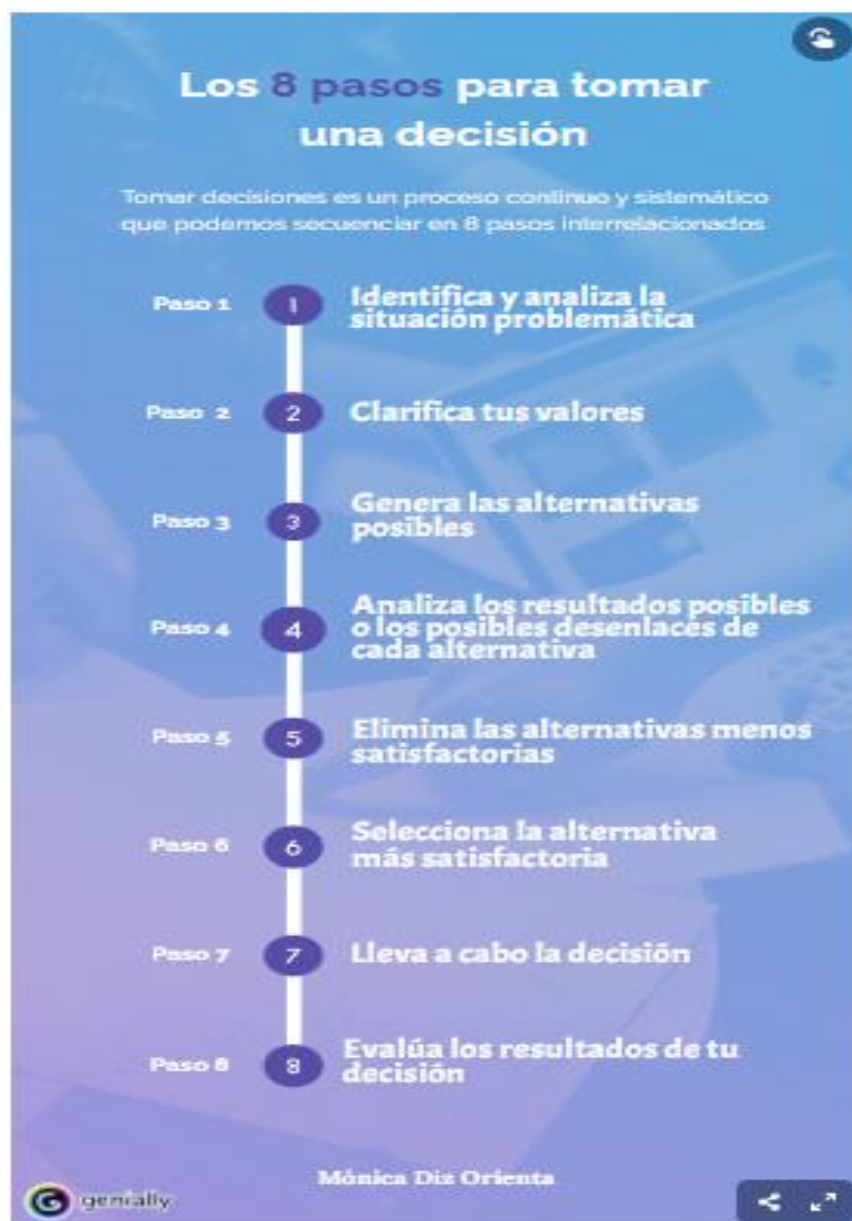 Los 8 pasos para tomar
una decisión
Tomar decisiones es un proceso continuo y sistemático
que podemos secuenciar en 8 pasos interrelacionados
Paso 1
1
Identifica y analiza la
situación problemática
Paso 2
2
Clarifica tus valores
Paso 3
3
Genera las alternativas
posibles
Paso 4
4
Analiza los resultados posibles
o los posibles desenlaces de
cada alternativa
Paso 5
5
Elimina las alternativas menos
satisfactorias
Paso 6
6
Selecciona la alternativa
más satisfactoria
Paso 7
7
Lleva a cabo la decisión
Paso 8
8
Evalúa los resultados de tu
decisión
Mónica Diz Orienta
genially